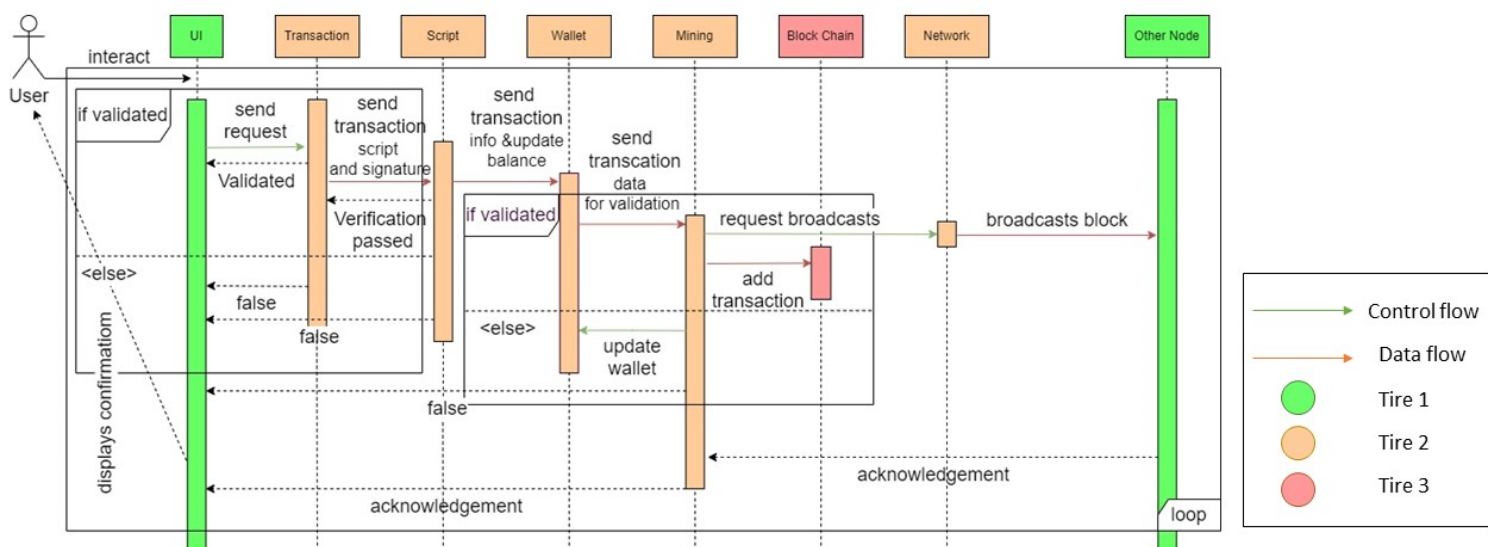 UI
Transaction
Script
Wallet
Mining
Block Chain
Network
Other Node
User
interact
if validated
send
request
Validated
send
transaction
script
and signature
Verification
passed
send
transaction
info &update
balance
send
transcation
data
for validation
if validated
request broadcasts
broadcasts block
add
transaction
<else>
false
false
<else>
update
wallet
false
displays confirmation
acknowledgement
acknowledgement
loop
Control flow
Data flow
Tire 1
Tire 2
Tire 3